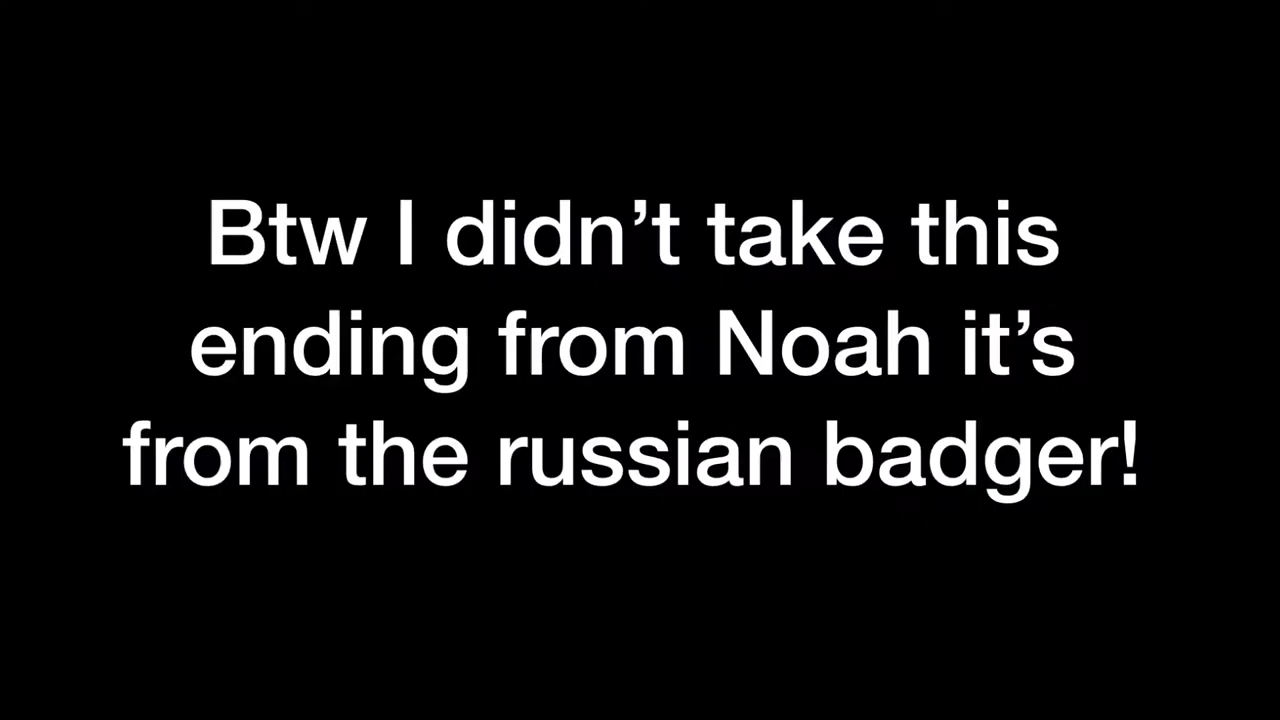 Btw I didn’t take this
ending from Noah it’s
from the russian badger!